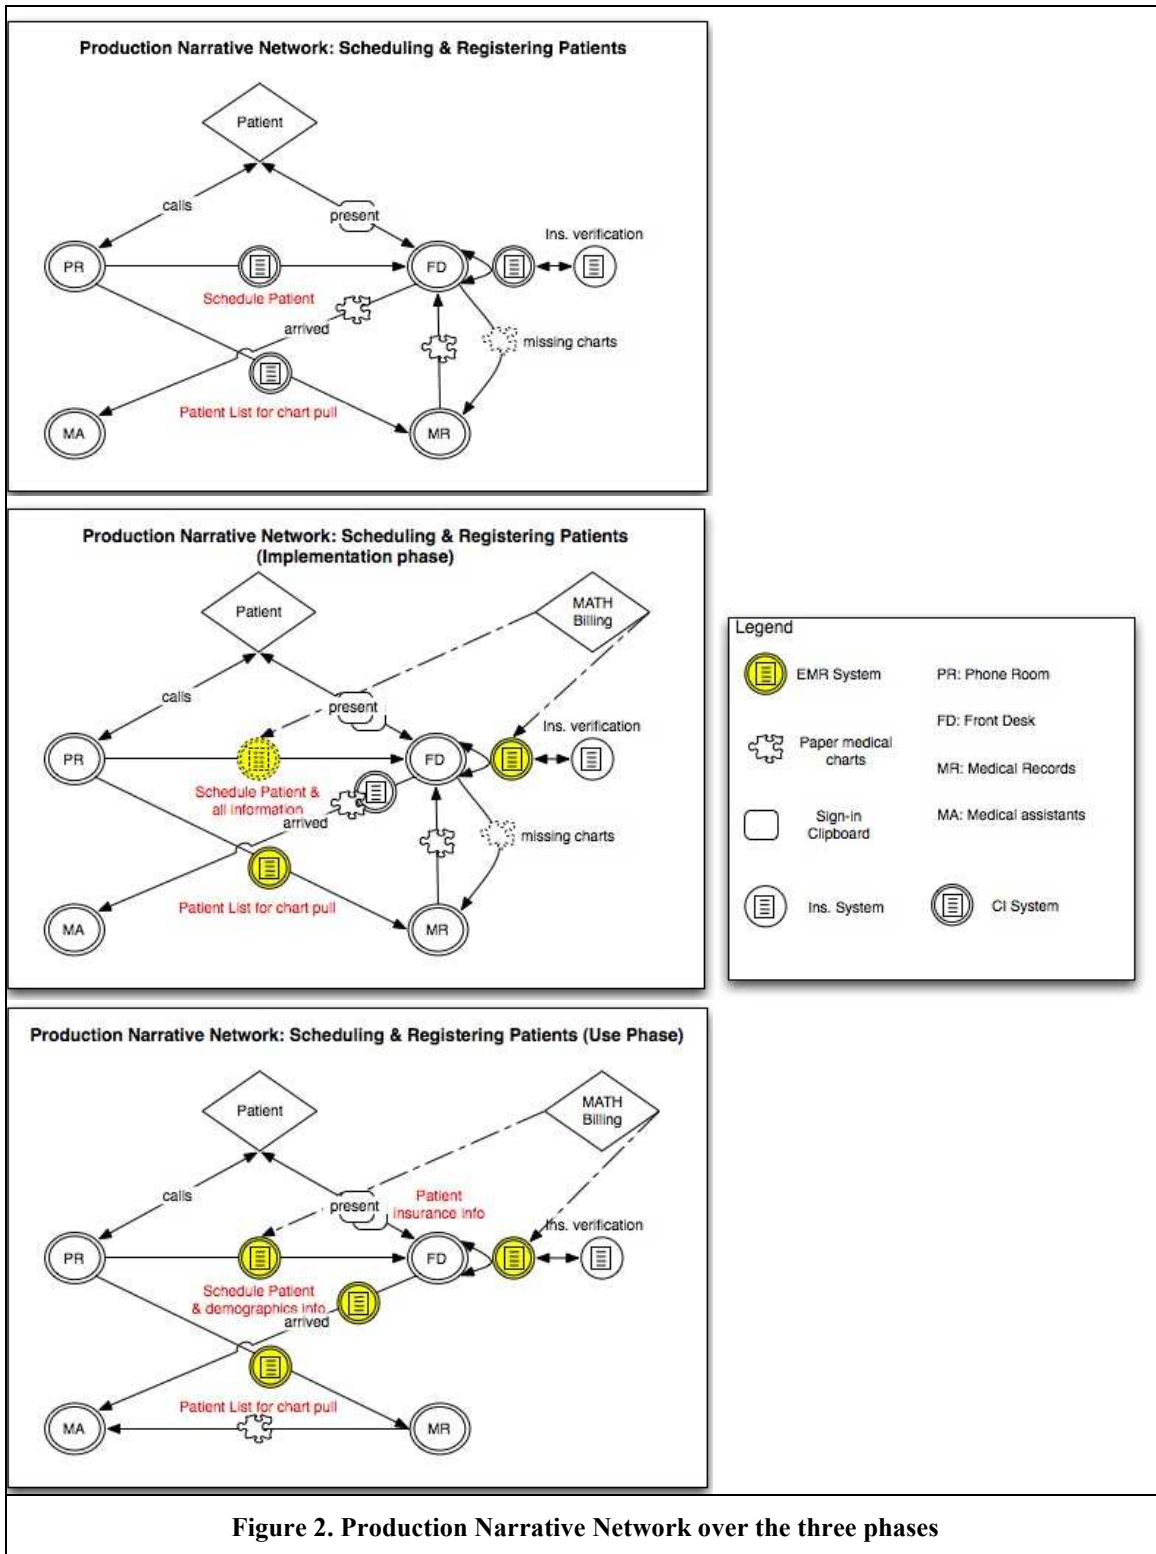 Production Narrative Network: Scheduling & Registering Patients
Patient
calls
present
Ins. verification
PR
FD
Schedule Patient
arrived
missing charts
Patient List for chart pull
MA
MR
Production Narrative Network: Scheduling & Registering Patients
(Implementation phase)
Patient
MATH
Billing
calls
present
Ins. verification
PR
FD
Schedule Patient &
all information
arrived
missing charts
Patient List for chart pull
MA
MR
Legend
EMR System
PR: Phone Room
FD: Front Desk
Paper medical
charts
MR: Medical Records
Sign-in
Clipboard
MA: Medical assistants
Ins. System
CI System
Production Narrative Network: Scheduling & Registering Patients (Use Phase)
Patient
MATH
Billing
calls
present
Patient
insurance info
Ins. verification
PR
FD
Schedule Patient
& demographics info
arrived
Patient List for chart pull
MA
MR
Figure 2. Production Narrative Network over the three phases